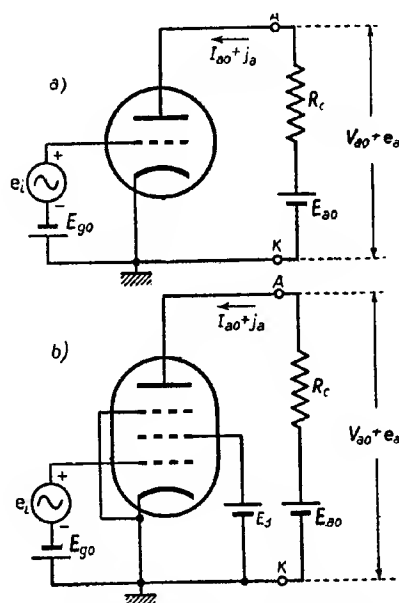 A
I_ao + j_a
a)
R_c
+
e_i
−
E_go
E_ao
V_ao + e_a
K
A
I_ao + j_a
b)
R_c
+
e_i
−
E_go
E_s
E_ao
V_ao + e_a
K